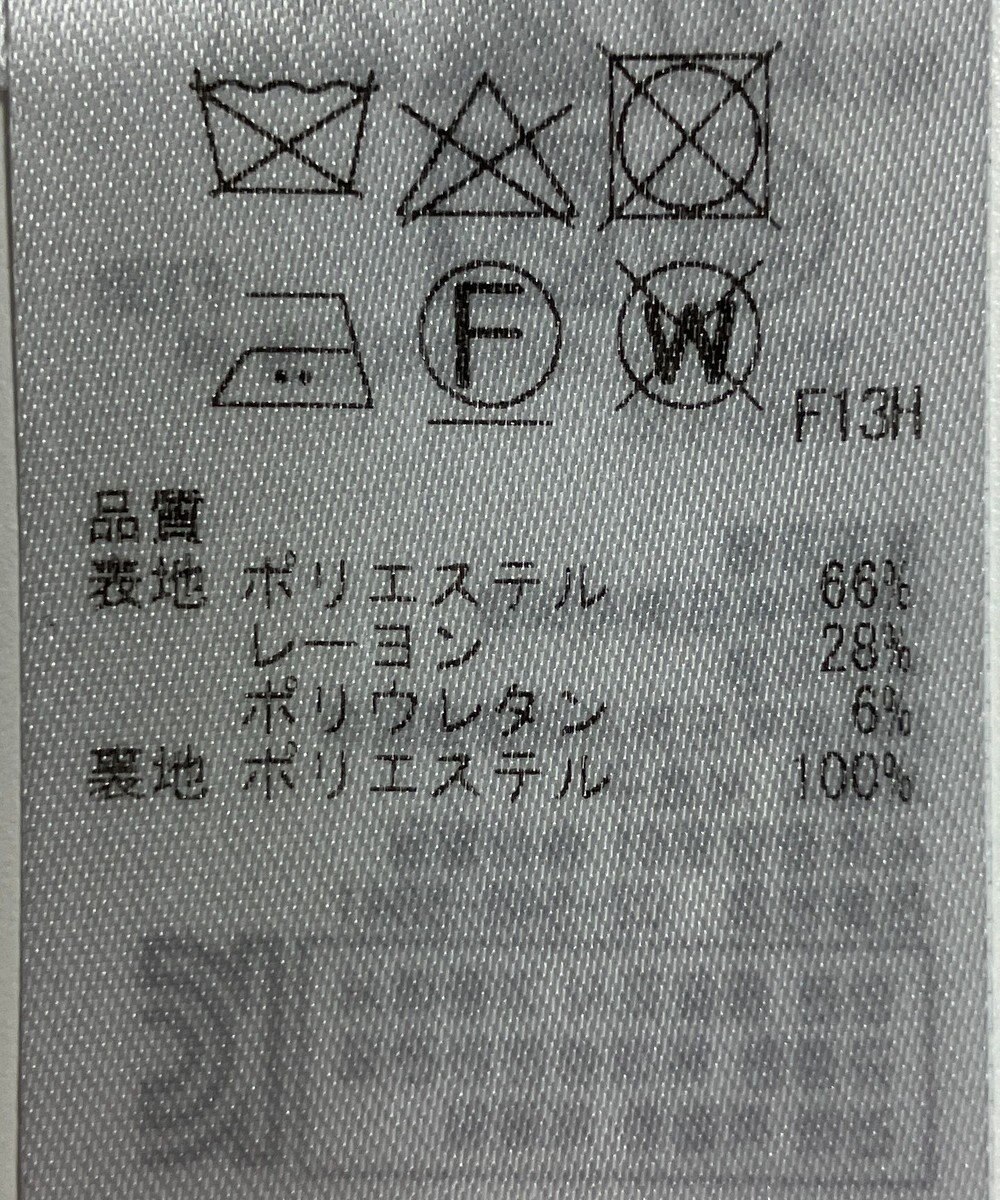 F W
F13H
品質
表地 ポリエステル 66%
レーヨン 28%
ポリウレタン 6%
裏地 ポリエステル 100%